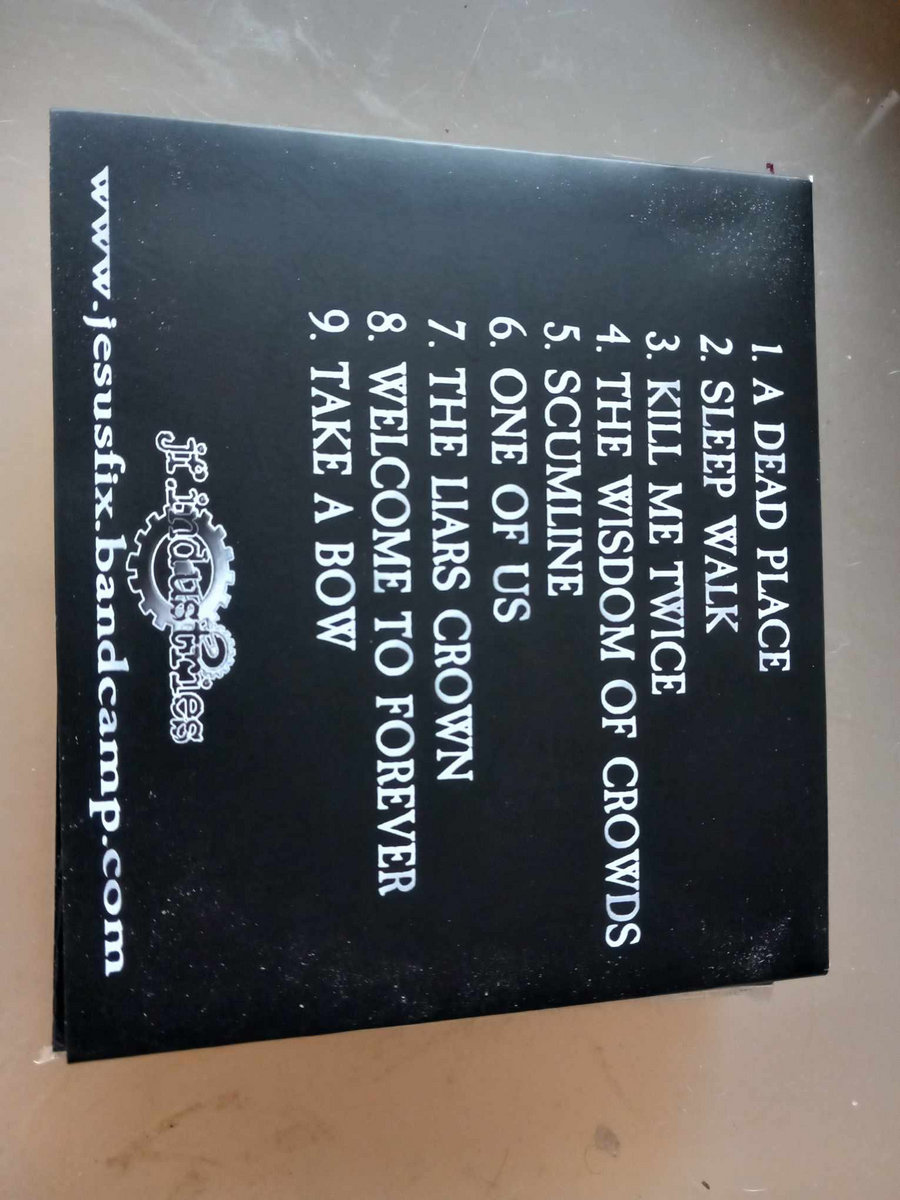 1. A DEAD PLACE
2. SLEEP WALK
3. KILL ME TWICE
4. THE WISDOM OF CROWDS
5. SCUMLINE
6. ONE OF US
7. THE LIARS CROWN
8. WELCOME TO FOREVER
9. TAKE A BOW
jf.industries
www.jesusfix.bandcamp.com